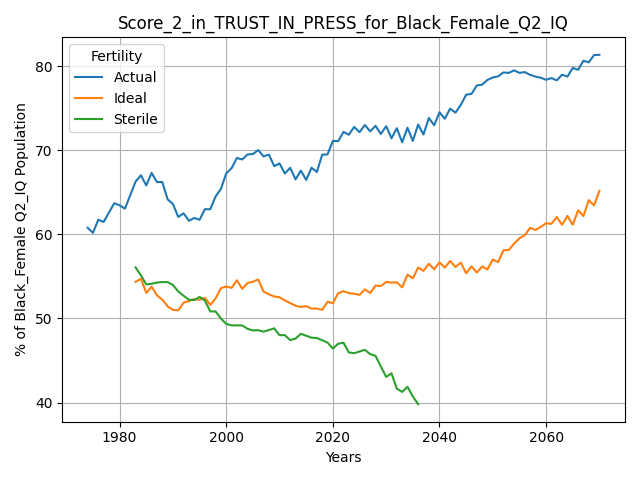 Score_2_in_TRUST_IN_PRESS_for_Black_Female_Q2_IQ
Fertility
Actual
Ideal
Sterile
% of Black_Female Q2_IQ Population
80
70
60
50
40
1980
2000
2020
2040
2060
Years